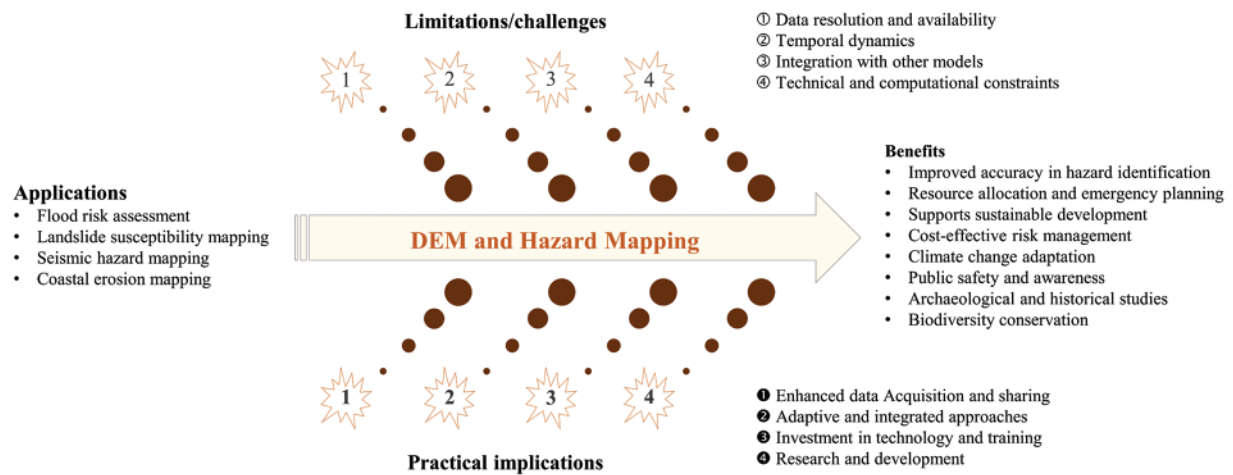 Limitations/challenges
1 2 3 4
① Data resolution and availability
② Temporal dynamics
③ Integration with other models
④ Technical and computational constraints
Applications
• Flood risk assessment
• Landslide susceptibility mapping
• Seismic hazard mapping
• Coastal erosion mapping
DEM and Hazard Mapping
Benefits
• Improved accuracy in hazard identification
• Resource allocation and emergency planning
• Supports sustainable development
• Cost-effective risk management
• Climate change adaptation
• Public safety and awareness
• Archaeological and historical studies
• Biodiversity conservation
1 2 3 4
Practical implications
❶ Enhanced data Acquisition and sharing
❷ Adaptive and integrated approaches
❸ Investment in technology and training
❹ Research and development